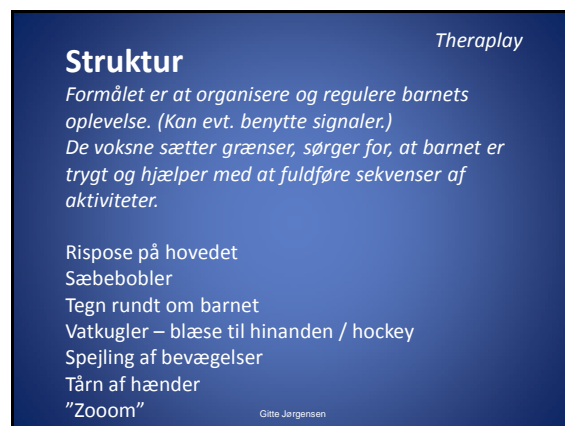 Theraplay
Struktur
Formålet er at organisere og regulere barnets
oplevelse. (Kan evt. benytte signaler.)
De voksne sætter grænser, sørger for, at barnet er
trygt og hjælper med at fuldføre sekvenser af
aktiviteter.
Rispose på hovedet
Sæbebobler
Tegn rundt om barnet
Vatkugler – blæse til hinanden / hockey
Spejling af bevægelser
Tårn af hænder
”Zooom”
Gitte Jørgensen